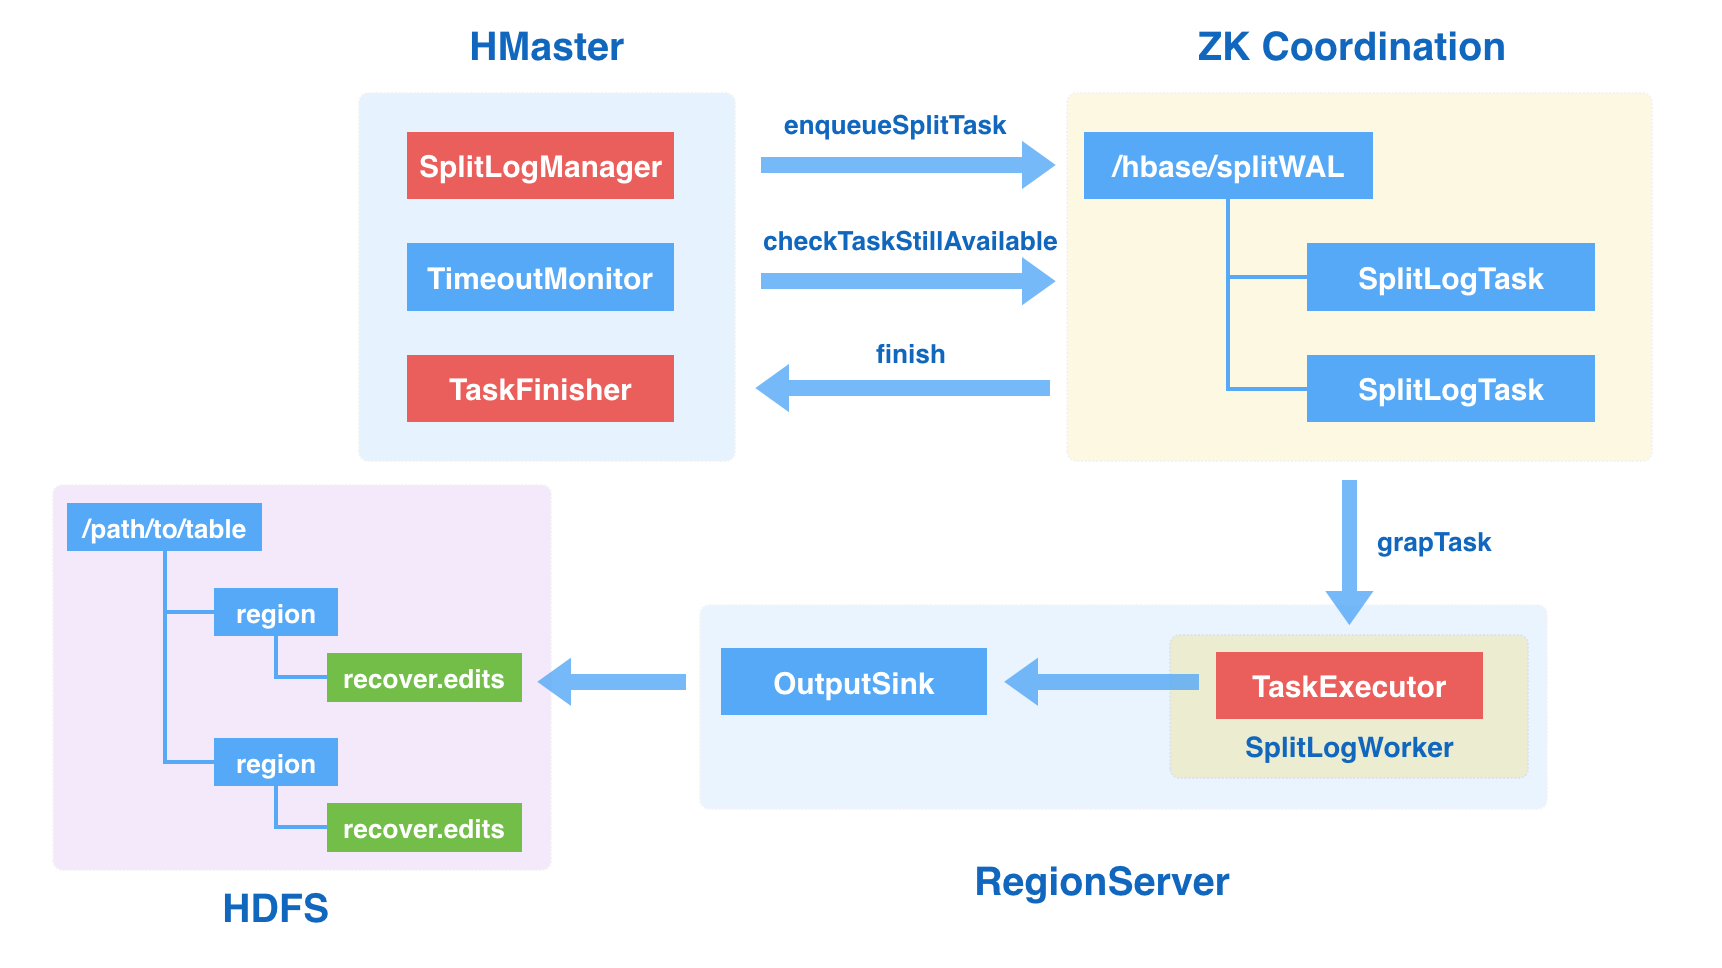 HMaster
ZK Coordination
SplitLogManager
TimeoutMonitor
TaskFinisher
enqueueSplitTask
checkTaskStillAvailable
finish
/hbase/splitWAL
SplitLogTask
SplitLogTask
grapTask
/path/to/table
region
recover.edits
region
recover.edits
HDFS
OutputSink
TaskExecutor
SplitLogWorker
RegionServer